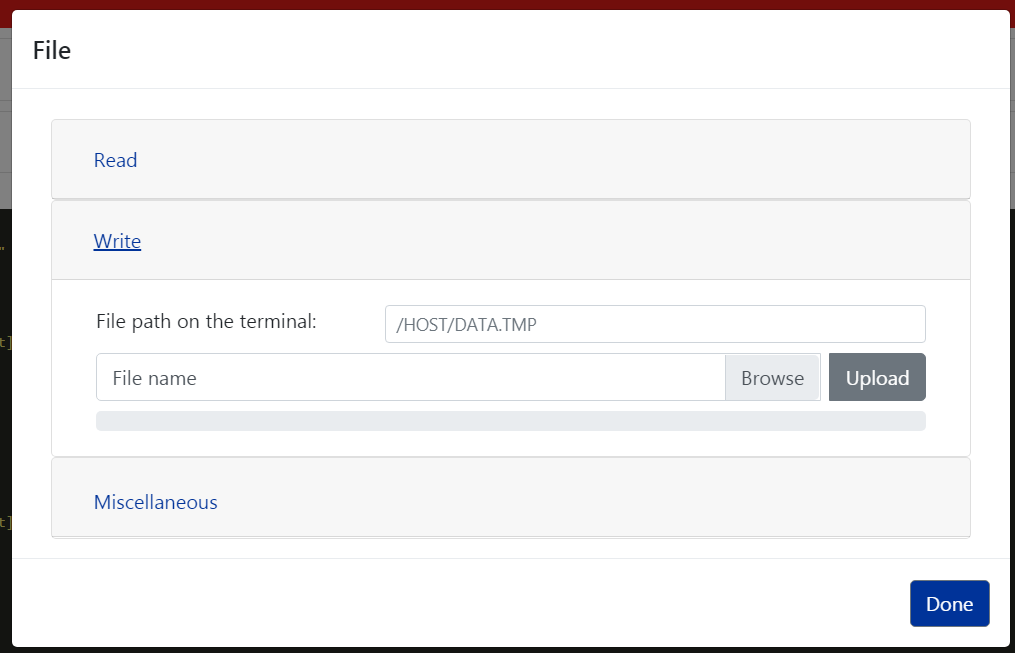 File
Read
Write
File path on the terminal: /HOST/DATA.TMP
File name Browse Upload
Miscellaneous
Done
"
t]
t]